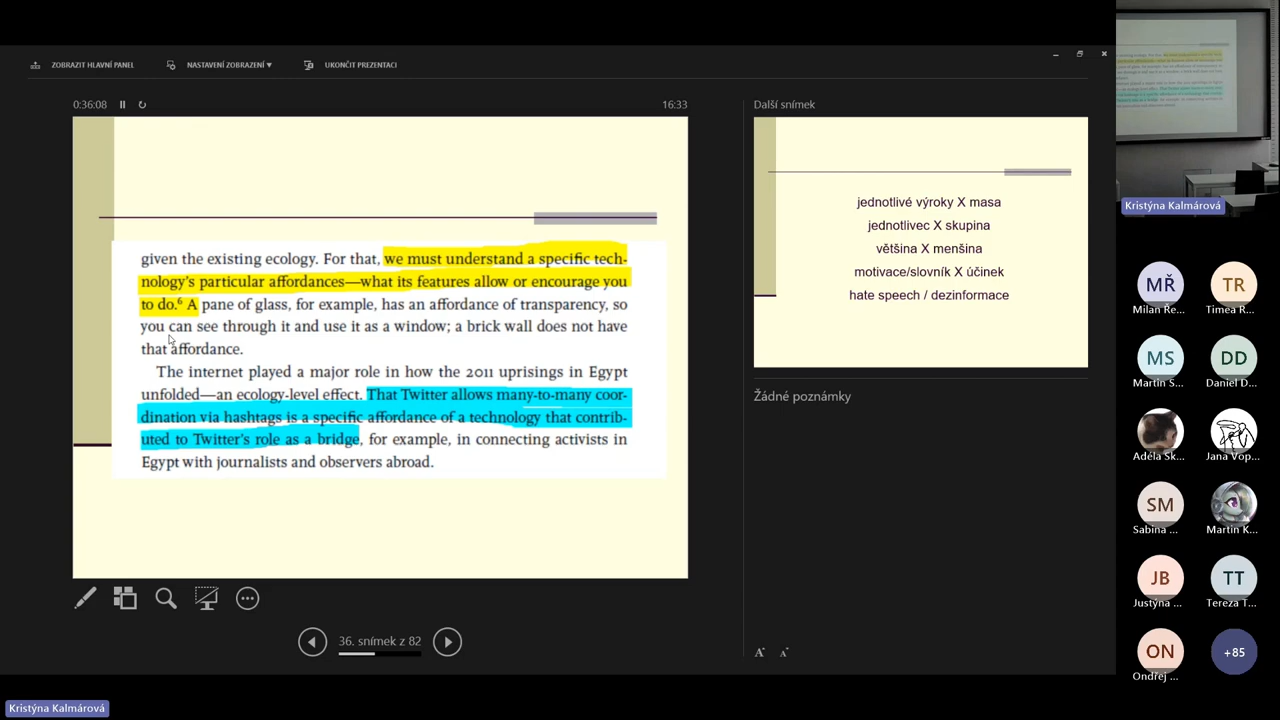 ZOBRAZIT HLAVNÍ PANEL
NASTAVENÍ ZOBRAZENÍ ▼
UKONČIT PREZENTACI
0:36:08
16:33
given the existing ecology. For that, we must understand a specific tech-
nology's particular affordances—what its features allow or encourage you
to do.⁶ A pane of glass, for example, has an affordance of transparency, so
you can see through it and use it as a window; a brick wall does not have
that affordance.
The internet played a major role in how the 2011 uprisings in Egypt
unfolded—an ecology-level effect. That Twitter allows many-to-many coor-
dination via hashtags is a specific affordance of a technology that contrib-
uted to Twitter's role as a bridge, for example, in connecting activists in
Egypt with journalists and observers abroad.
36. snímek z 82
Další snímek
jednotlivé výroky X masa
jednotlivec X skupina
většina X menšina
motivace/slovník X účinek
hate speech / dezinformace
Žádné poznámky
A A
Kristýna Kalmárová
MŘ
Milan Ře...
TR
Timea R...
MS
Martin S...
DD
Daniel D...
Adéla Sk...
Jana Vop...
SM
Sabina ...
Martin K...
JB
Justýna ...
TT
Tereza T...
ON
Ondřej ...
+85
Kristýna Kalmárová